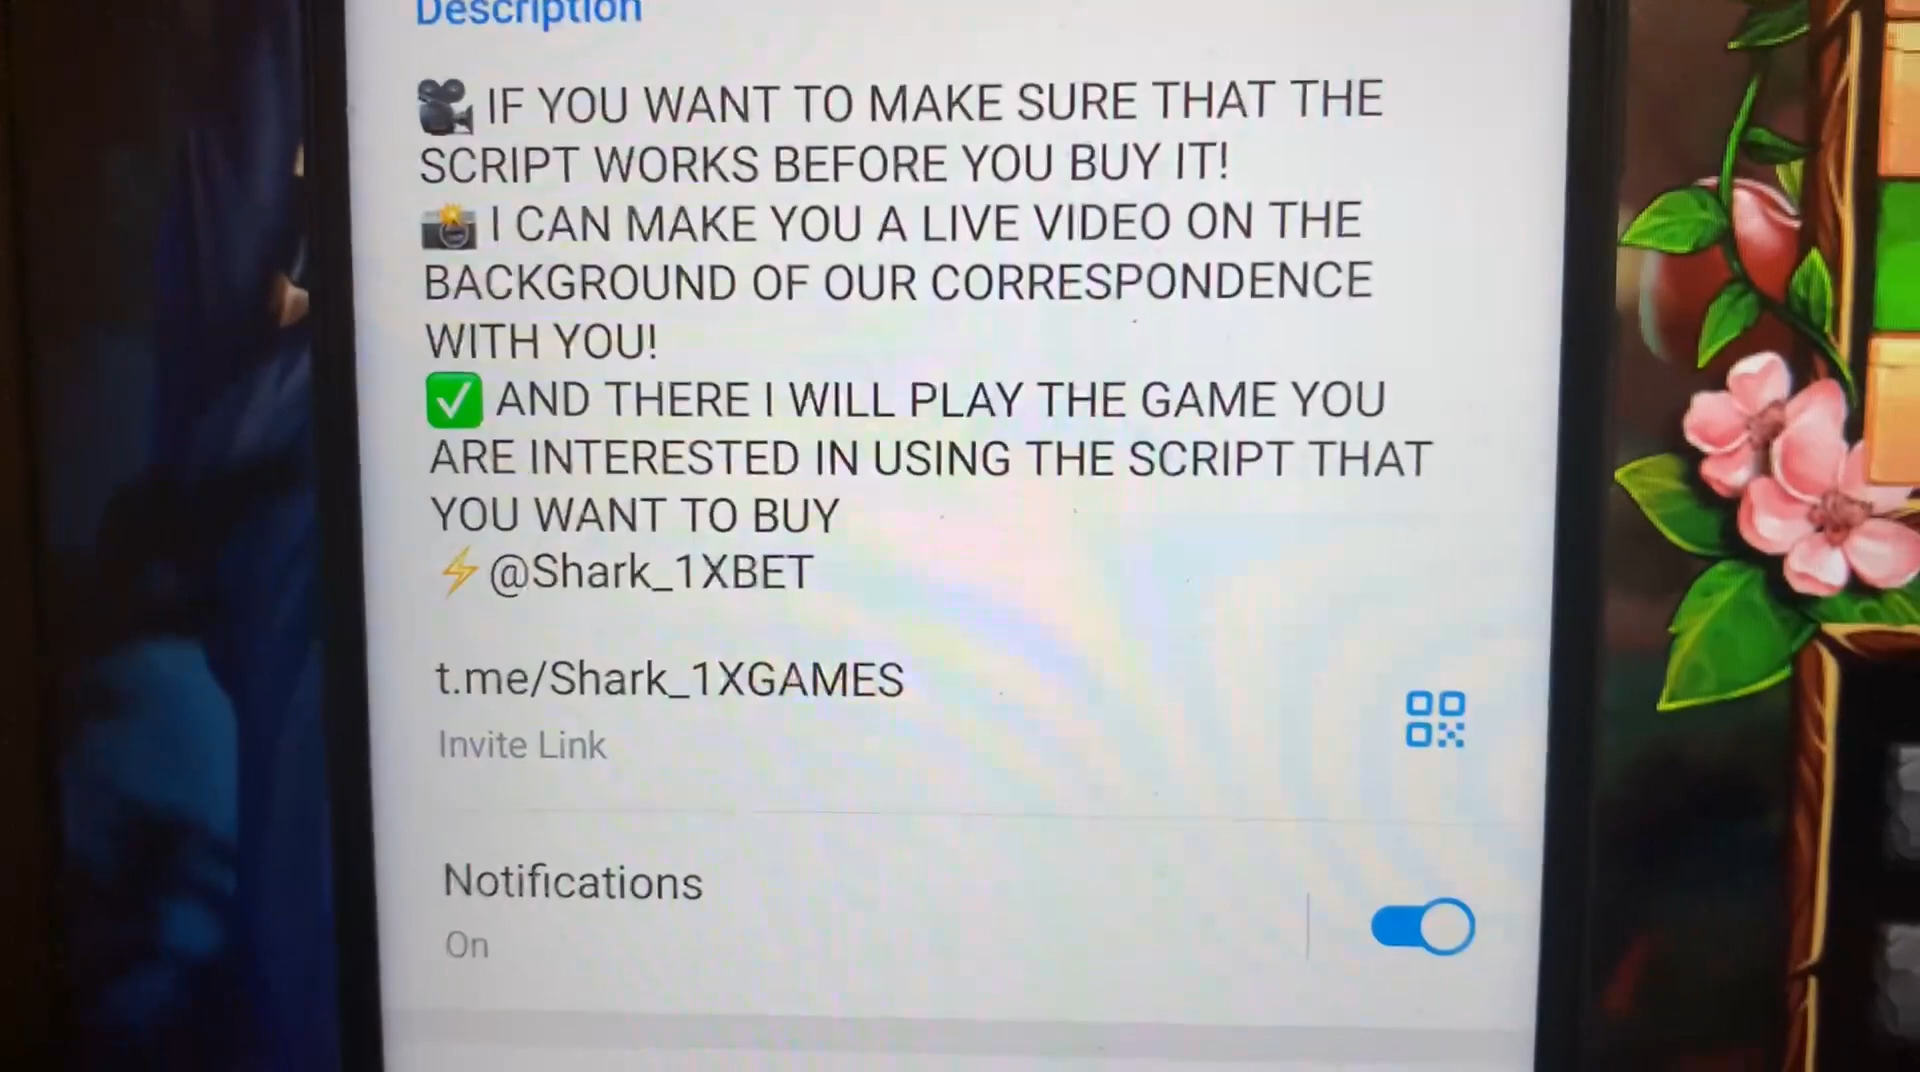 Description
IF YOU WANT TO MAKE SURE THAT THE
SCRIPT WORKS BEFORE YOU BUY IT!
I CAN MAKE YOU A LIVE VIDEO ON THE
BACKGROUND OF OUR CORRESPONDENCE
WITH YOU!
AND THERE I WILL PLAY THE GAME YOU
ARE INTERESTED IN USING THE SCRIPT THAT
YOU WANT TO BUY
@Shark_1XBET
t.me/Shark_1XGAMES
Invite Link
Notifications
On